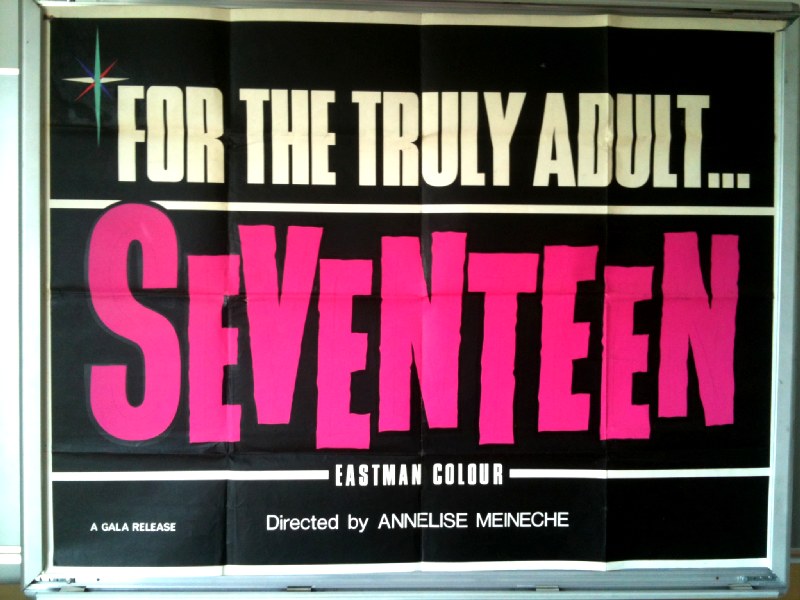 FOR THE TRULY ADULT...
SEVENTEEN
EASTMAN COLOUR
A GALA RELEASE
Directed by ANNELISE MEINECHE